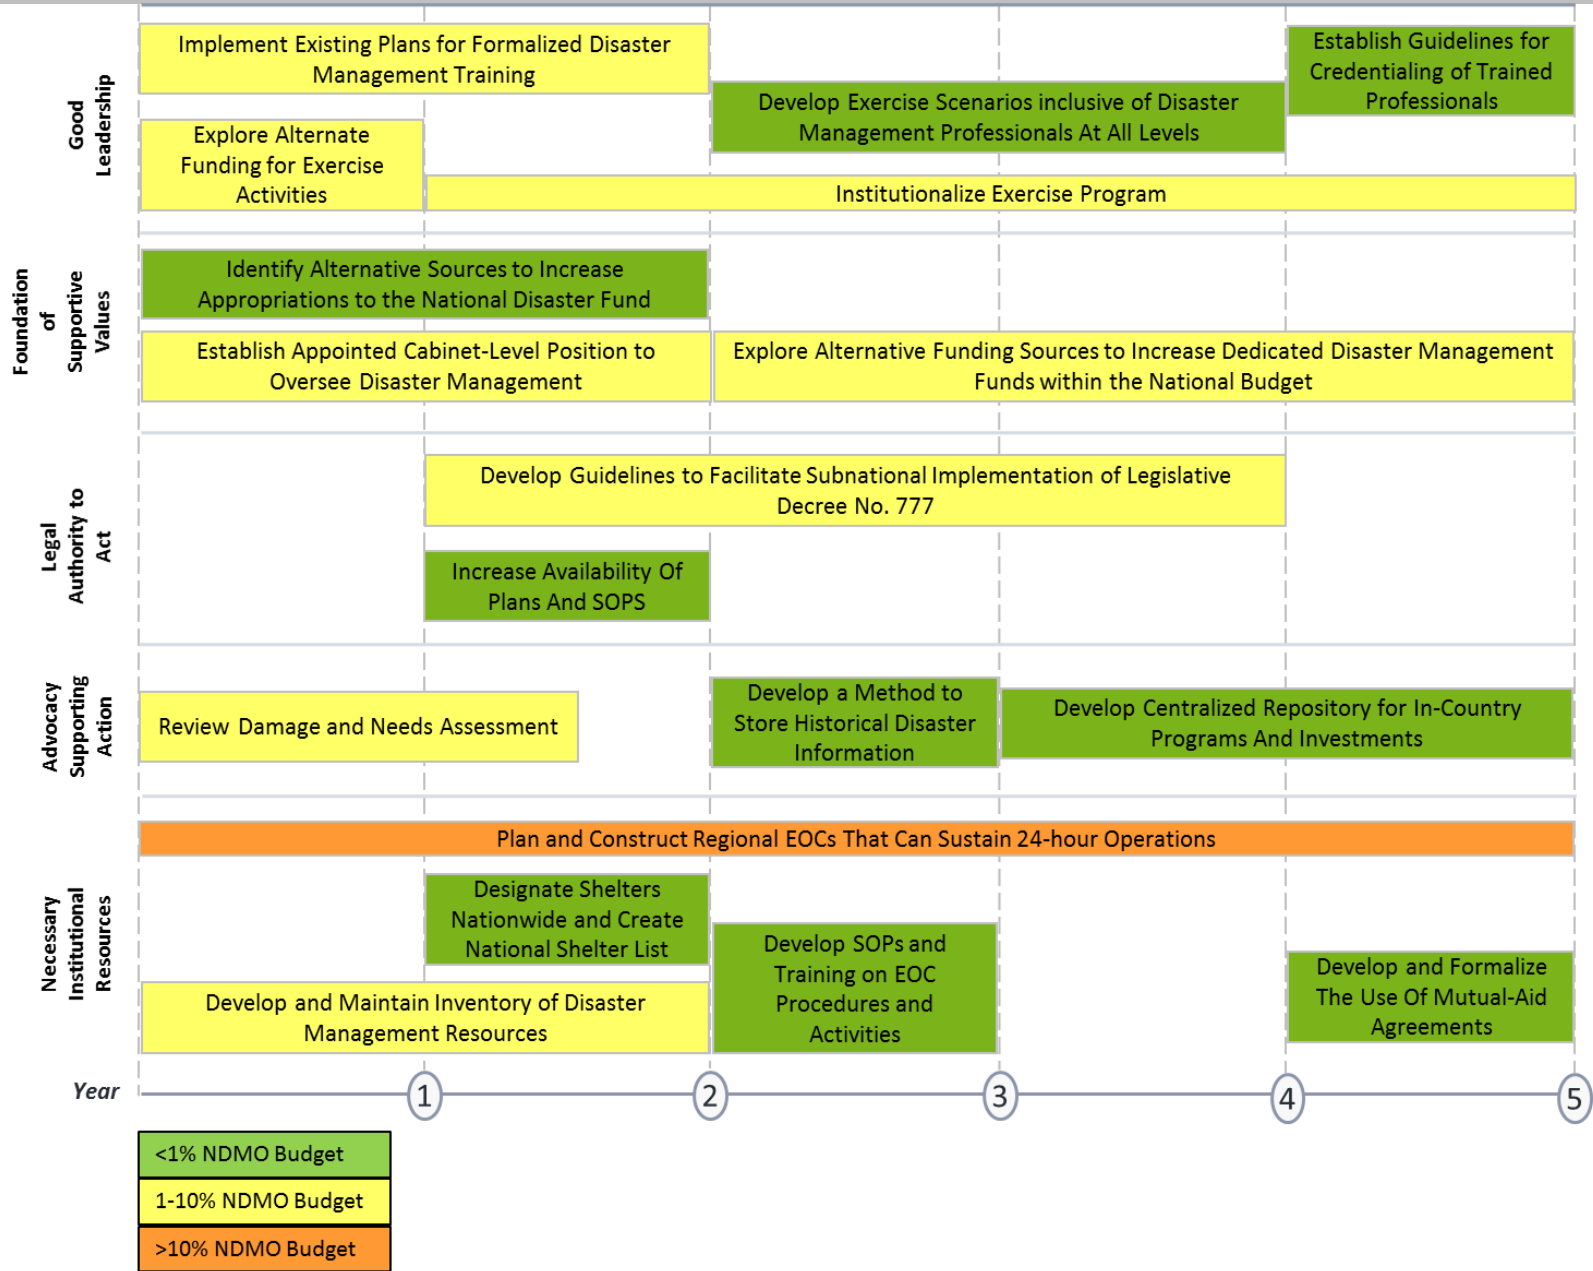 Good
Leadership
Implement Existing Plans for Formalized Disaster
Management Training
Establish Guidelines for
Credentialing of Trained
Professionals
Develop Exercise Scenarios inclusive of Disaster
Management Professionals At All Levels
Explore Alternate
Funding for Exercise
Activities
Institutionalize Exercise Program
Foundation
of
Supportive
Values
Identify Alternative Sources to Increase
Appropriations to the National Disaster Fund
Establish Appointed Cabinet-Level Position to
Oversee Disaster Management
Explore Alternative Funding Sources to Increase Dedicated Disaster Management
Funds within the National Budget
Legal
Authority to
Act
Develop Guidelines to Facilitate Subnational Implementation of Legislative
Decree No. 777
Increase Availability Of
Plans And SOPS
Advocacy
Supporting
Action
Review Damage and Needs Assessment
Develop a Method to
Store Historical Disaster
Information
Develop Centralized Repository for In-Country
Programs And Investments
Necessary
Institutional
Resources
Plan and Construct Regional EOCs That Can Sustain 24-hour Operations
Designate Shelters
Nationwide and Create
National Shelter List
Develop SOPs and
Training on EOC
Procedures and
Activities
Develop and Formalize
The Use Of Mutual-Aid
Agreements
Develop and Maintain Inventory of Disaster
Management Resources
Year
1
2
3
4
5
<1% NDMO Budget
1-10% NDMO Budget
>10% NDMO Budget